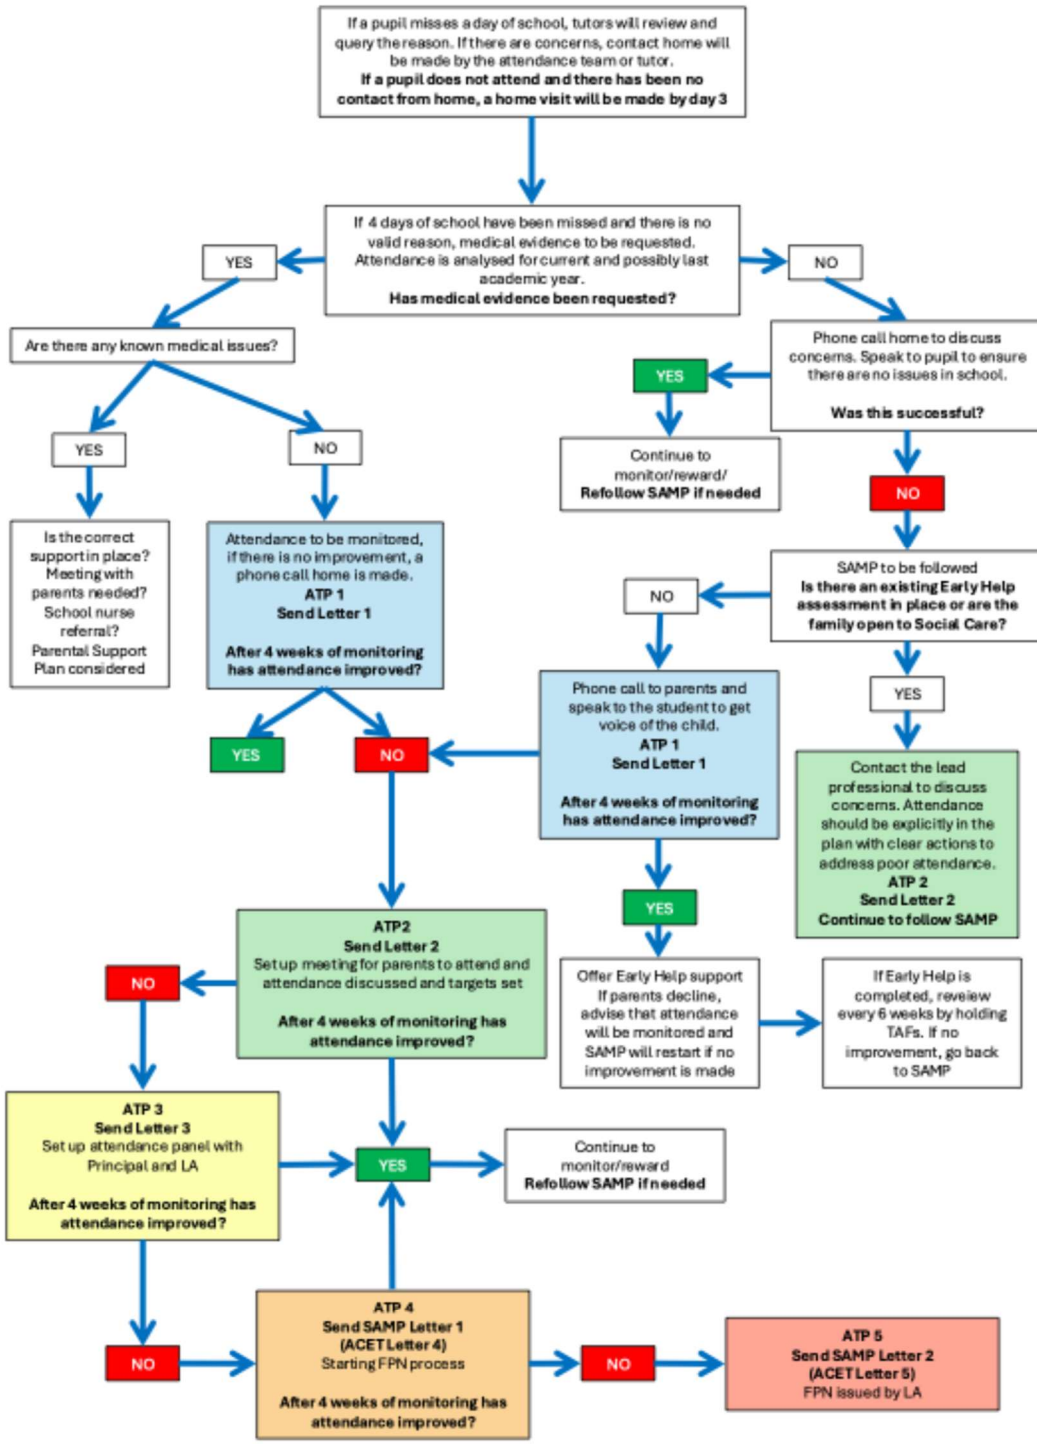 If a pupil misses a day of school, tutors will review and
query the reason. If there are concerns, contact home will
be made by the attendance team or tutor.
If a pupil does not attend and there has been no
contact from home, a home visit will be made by day 3
If 4 days of school have been missed and there is no
valid reason, medical evidence to be requested.
Attendance is analysed for current and possibly last
academic year.
Has medical evidence been requested?
YES
NO
Are there any known medical issues?
Phone call home to discuss
concerns. Speak to pupil to ensure
there are no issues in school.
Was this successful?
YES
YES
NO
Continue to
monitor/reward/
Refollow SAMP if needed
NO
Is the correct
support in place?
Meeting with
parents needed?
School nurse
referral?
Parental Support
Plan considered
Attendance to be monitored,
if there is no improvement, a
phone call home is made.
ATP 1
Send Letter 1
After 4 weeks of monitoring
has attendance improved?
SAMP to be followed
Is there an existing Early Help
assessment in place or are the
family open to Social Care?
NO
YES
Phone call to parents and
speak to the student to get
voice of the child.
ATP 1
Send Letter 1
After 4 weeks of monitoring
has attendance improved?
YES
NO
Contact the lead
professional to discuss
concerns. Attendance
should be explicitly in the
plan with clear actions to
address poor attendance.
ATP 2
Send Letter 2
Continue to follow SAMP
YES
ATP2
Send Letter 2
Set up meeting for parents to attend and
attendance discussed and targets set
After 4 weeks of monitoring has
attendance improved?
NO
Offer Early Help support
If parents decline,
advise that attendance
will be monitored and
SAMP will restart if no
improvement is made
If Early Help is
completed, reveiew
every 6 weeks by holding
TAFs. If no
improvement, go back
to SAMP
ATP 3
Send Letter 3
Set up attendance panel with
Principal and LA
After 4 weeks of monitoring has
attendance improved?
YES
Continue to
monitor/reward
Refollow SAMP if needed
NO
ATP 4
Send SAMP Letter 1
(ACET Letter 4)
Starting FPN process
After 4 weeks of monitoring has
attendance improved?
NO
ATP 5
Send SAMP Letter 2
(ACET Letter 5)
FPN issued by LA